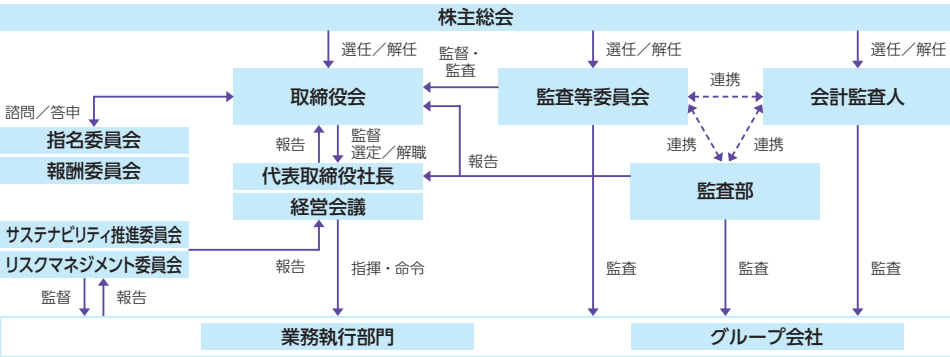 株主総会
選任／解任
選任／解任
選任／解任
監督・
監査
取締役会
監査等委員会
連携
会計監査人
諮問／答申
指名委員会
報酬委員会
報告
監督
選定／解職
連携
連携
報告
代表取締役社長
経営会議
監査部
サステナビリティ推進委員会
リスクマネジメント委員会
報告
指揮・命令
監査
監査
監査
監督
報告
業務執行部門
グループ会社